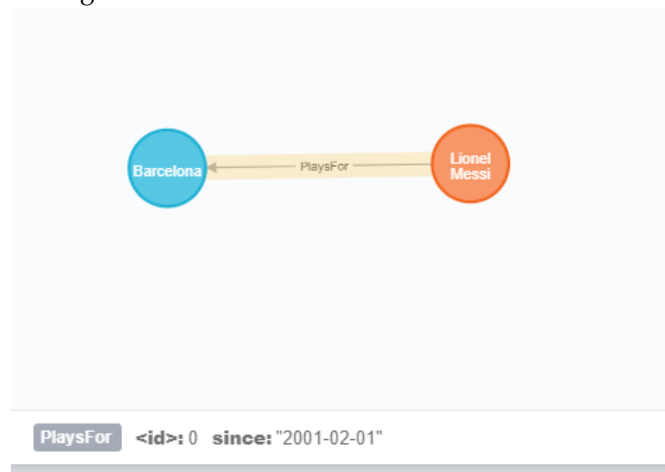 Barcelona
PlaysFor
Lionel
Messi
PlaysFor <id>: 0 since: "2001-02-01"